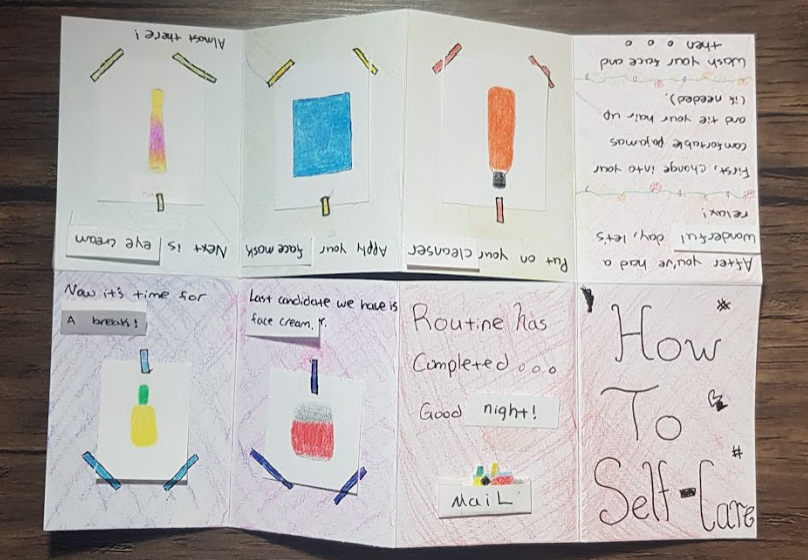 How
To
Self-Care
After you've had a
wonderful day, let's
relax!
First, change into your
comfortable pajamas
and tie your hair up
(if needed).
Wash your face and
then . . . .
Put on your cleanser
Apply your face mask
Next is eye cream
Almost there!
Now it's time for
A break!
Last candidate we have is
face cream.
Routine has
Completed . . .
Good night!
MaiL